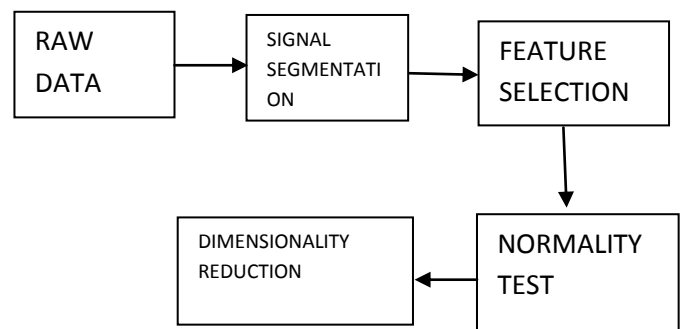 RAW
DATA
SIGNAL
SEGMENTATI
ON
FEATURE
SELECTION
NORMALITY
TEST
DIMENSIONALITY
REDUCTION